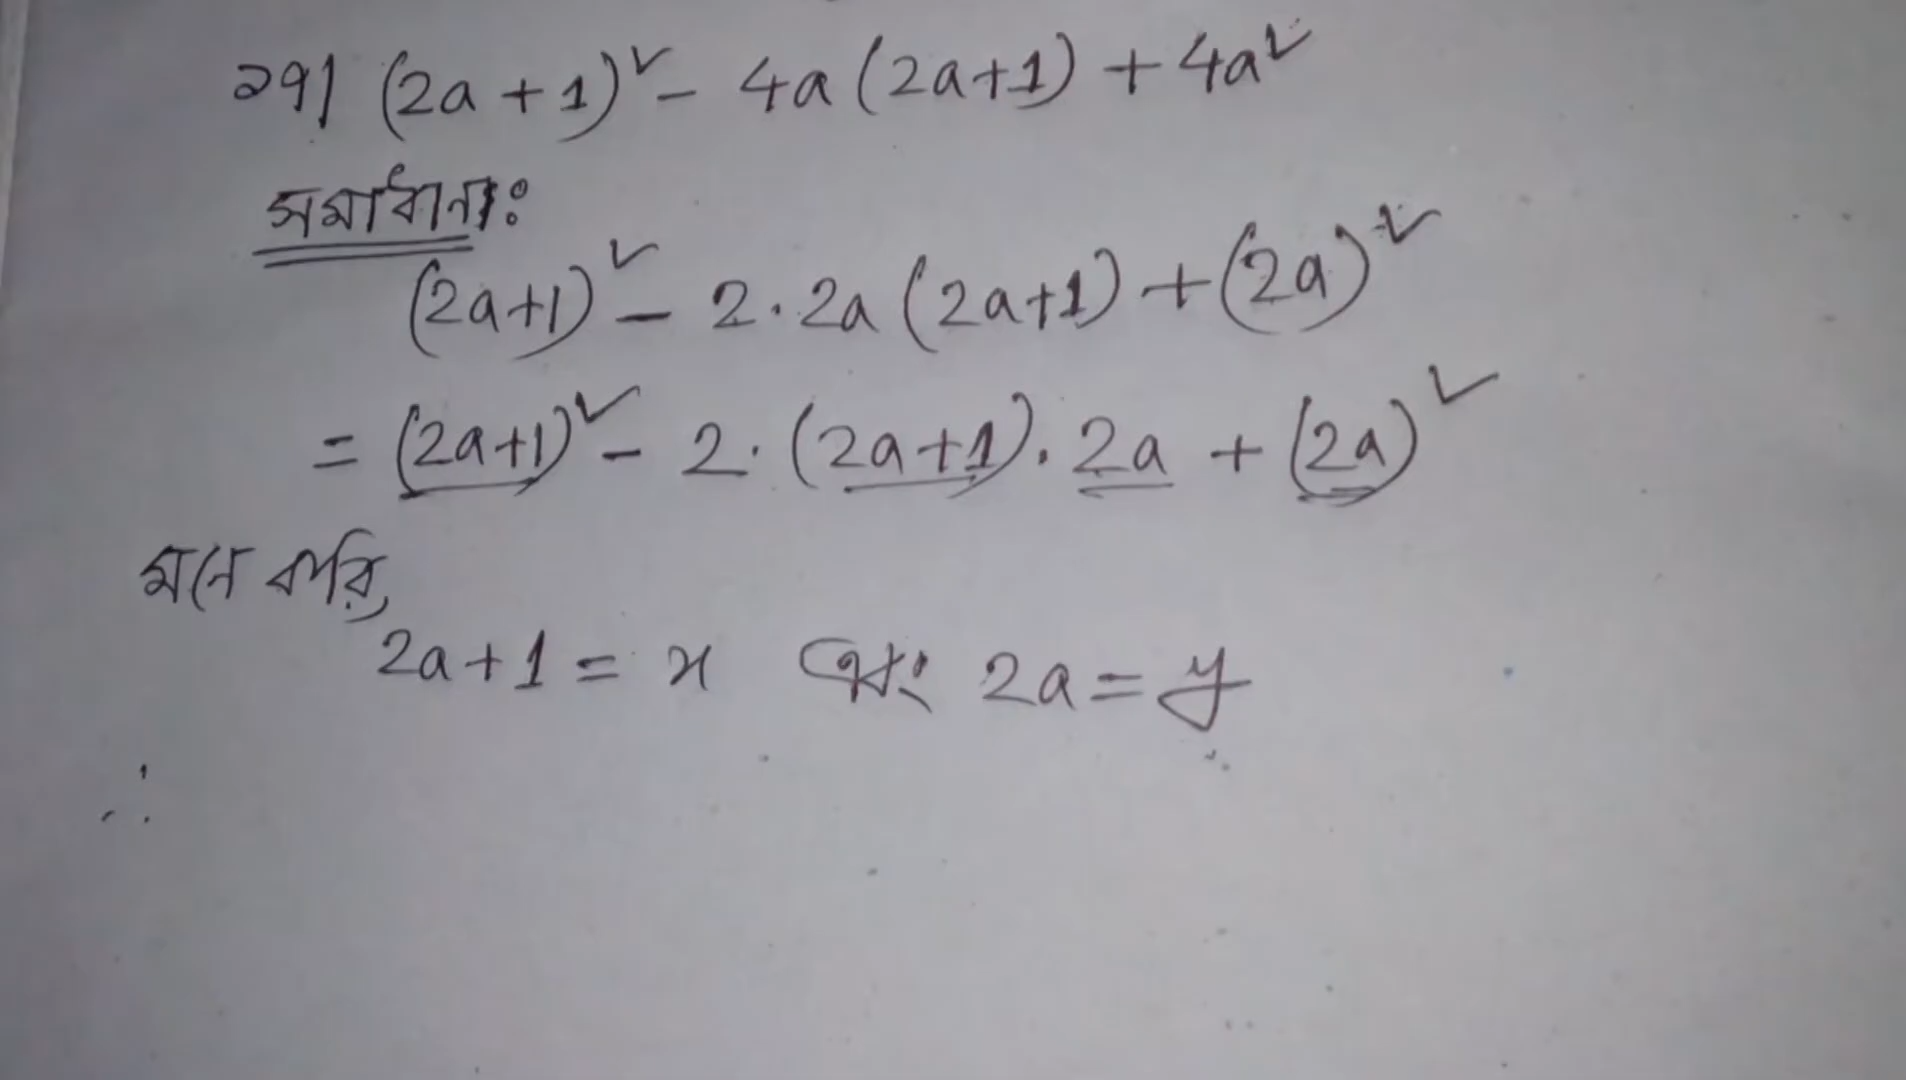 ২৭। (2a + 1)² - 4a (2a+1) + 4a²
সমাধানঃ
(2a+1)² - 2.2a (2a+1) + (2a)²
= (2a+1)² - 2. (2a+1). 2a + (2a)²
মনে করি,
2a+1 = x এবং 2a = y
∴